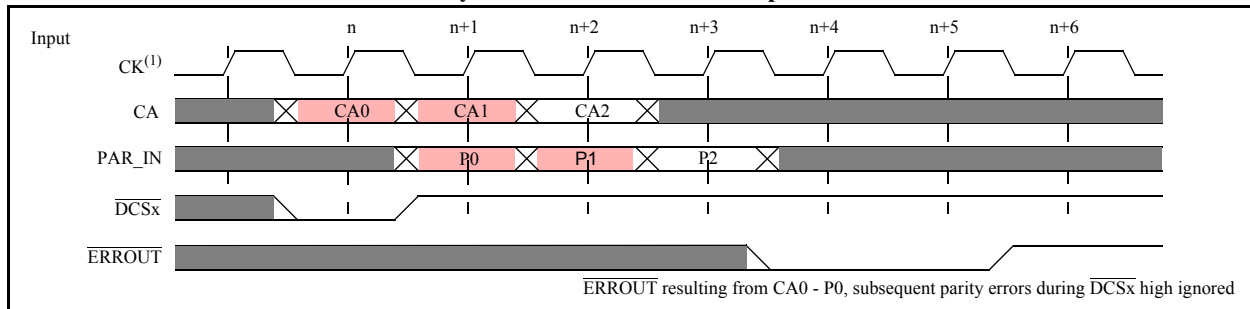 Input
n n+1 n+2 n+3 n+4 n+5 n+6
CK(1)
CA CA0 CA1 CA2
PAR_IN P0 P1 P2
DCSx
ERROUT
ERROUT resulting from CA0 - P0, subsequent parity errors during DCSx high ignored